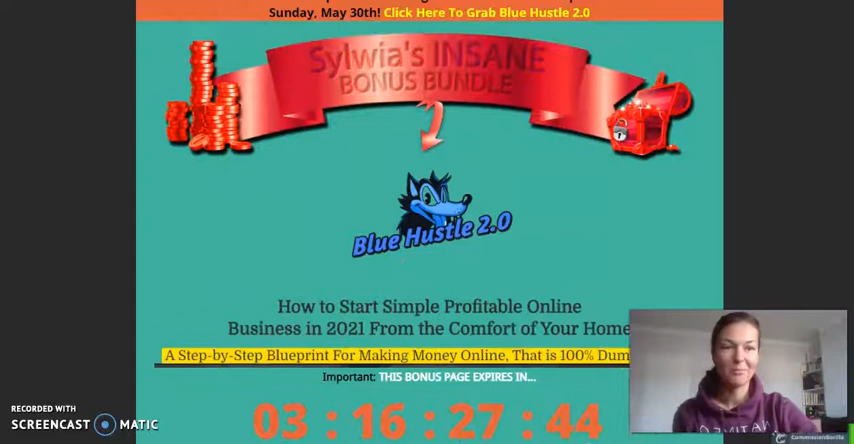 Sunday, May 30th! Click Here To Grab Blue Hustle 2.0
Sylwia's INSANE
BONUS BUNDLE
Blue Hustle 2.0
How to Start Simple Profitable Online
Business in 2021 From the Comfort of Your Home
A Step-by-Step Blueprint For Making Money Online, That is 100% Dum
Important: THIS BONUS PAGE EXPIRES IN...
03 : 16 : 27 : 44
RECORDED WITH
SCREENCAST MATIC
CommissionGorilla